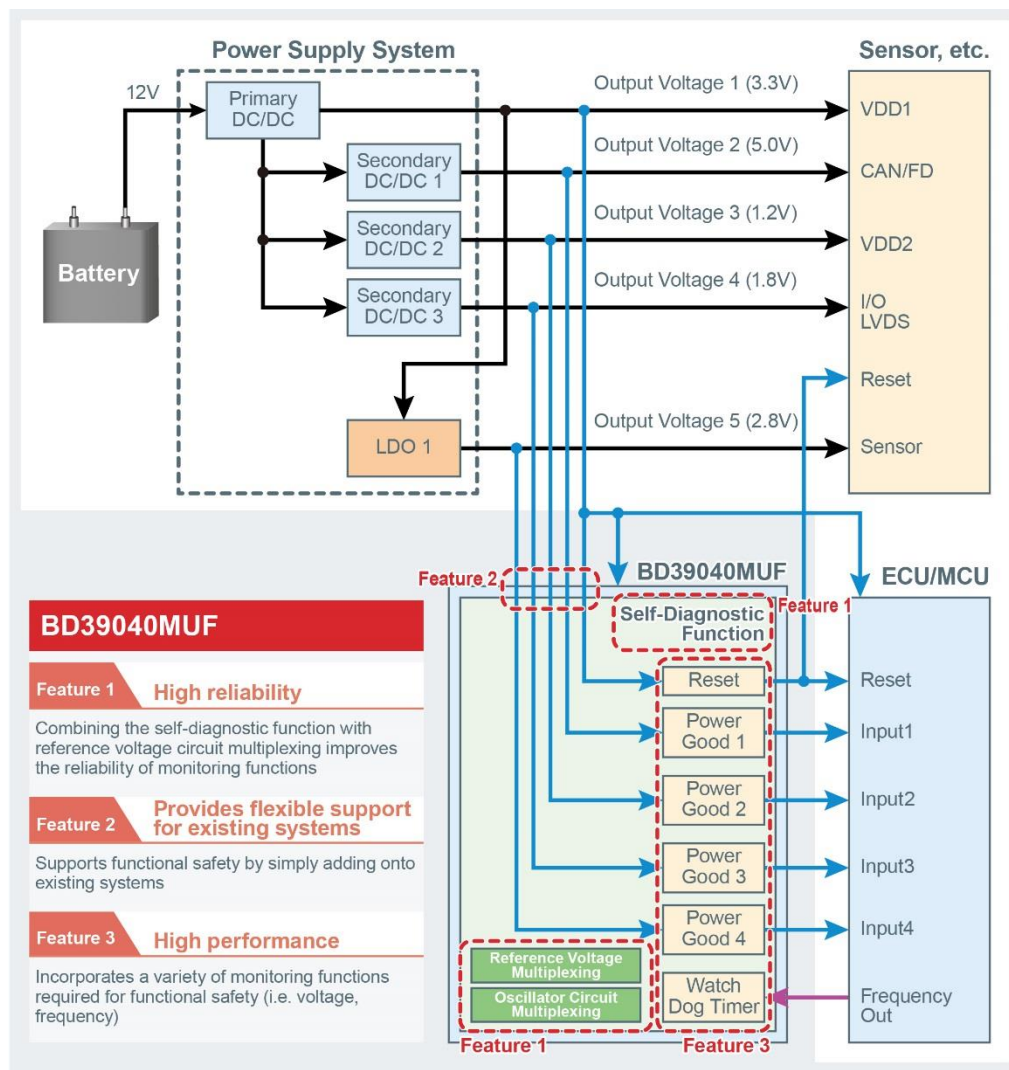 Power Supply System
Sensor, etc.
12V
Primary
DC/DC
Output Voltage 1 (3.3V)
VDD1
Secondary
DC/DC 1
Output Voltage 2 (5.0V)
CAN/FD
Secondary
DC/DC 2
Output Voltage 3 (1.2V)
VDD2
Battery
Secondary
DC/DC 3
Output Voltage 4 (1.8V)
I/O
LVDS
Reset
LDO 1
Output Voltage 5 (2.8V)
Sensor
Feature 2
BD39040MUF
ECU/MCU
Self-Diagnostic
Function
Feature 1
Reset
Reset
Power
Good 1
Input1
Power
Good 2
Input2
Power
Good 3
Input3
Power
Good 4
Input4
Reference Voltage
Multiplexing
Oscillator Circuit
Multiplexing
Watch
Dog Timer
Frequency
Out
Feature 1
Feature 3
BD39040MUF
Feature 1
High reliability
Combining the self-diagnostic function with
reference voltage circuit multiplexing improves
the reliability of monitoring functions
Feature 2
Provides flexible support
for existing systems
Supports functional safety by simply adding onto
existing systems
Feature 3
High performance
Incorporates a variety of monitoring functions
required for functional safety (i.e. voltage,
frequency)